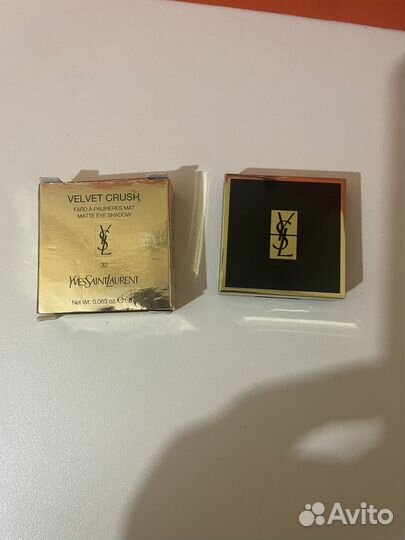 VELVET CRUSH
FARD À PAUPIÈRES MAT
MATTE EYE SHADOW
YSL
32
YVESSAINTLAURENT
Net Wt. 0.063 oz. ℮
YSL
Avito